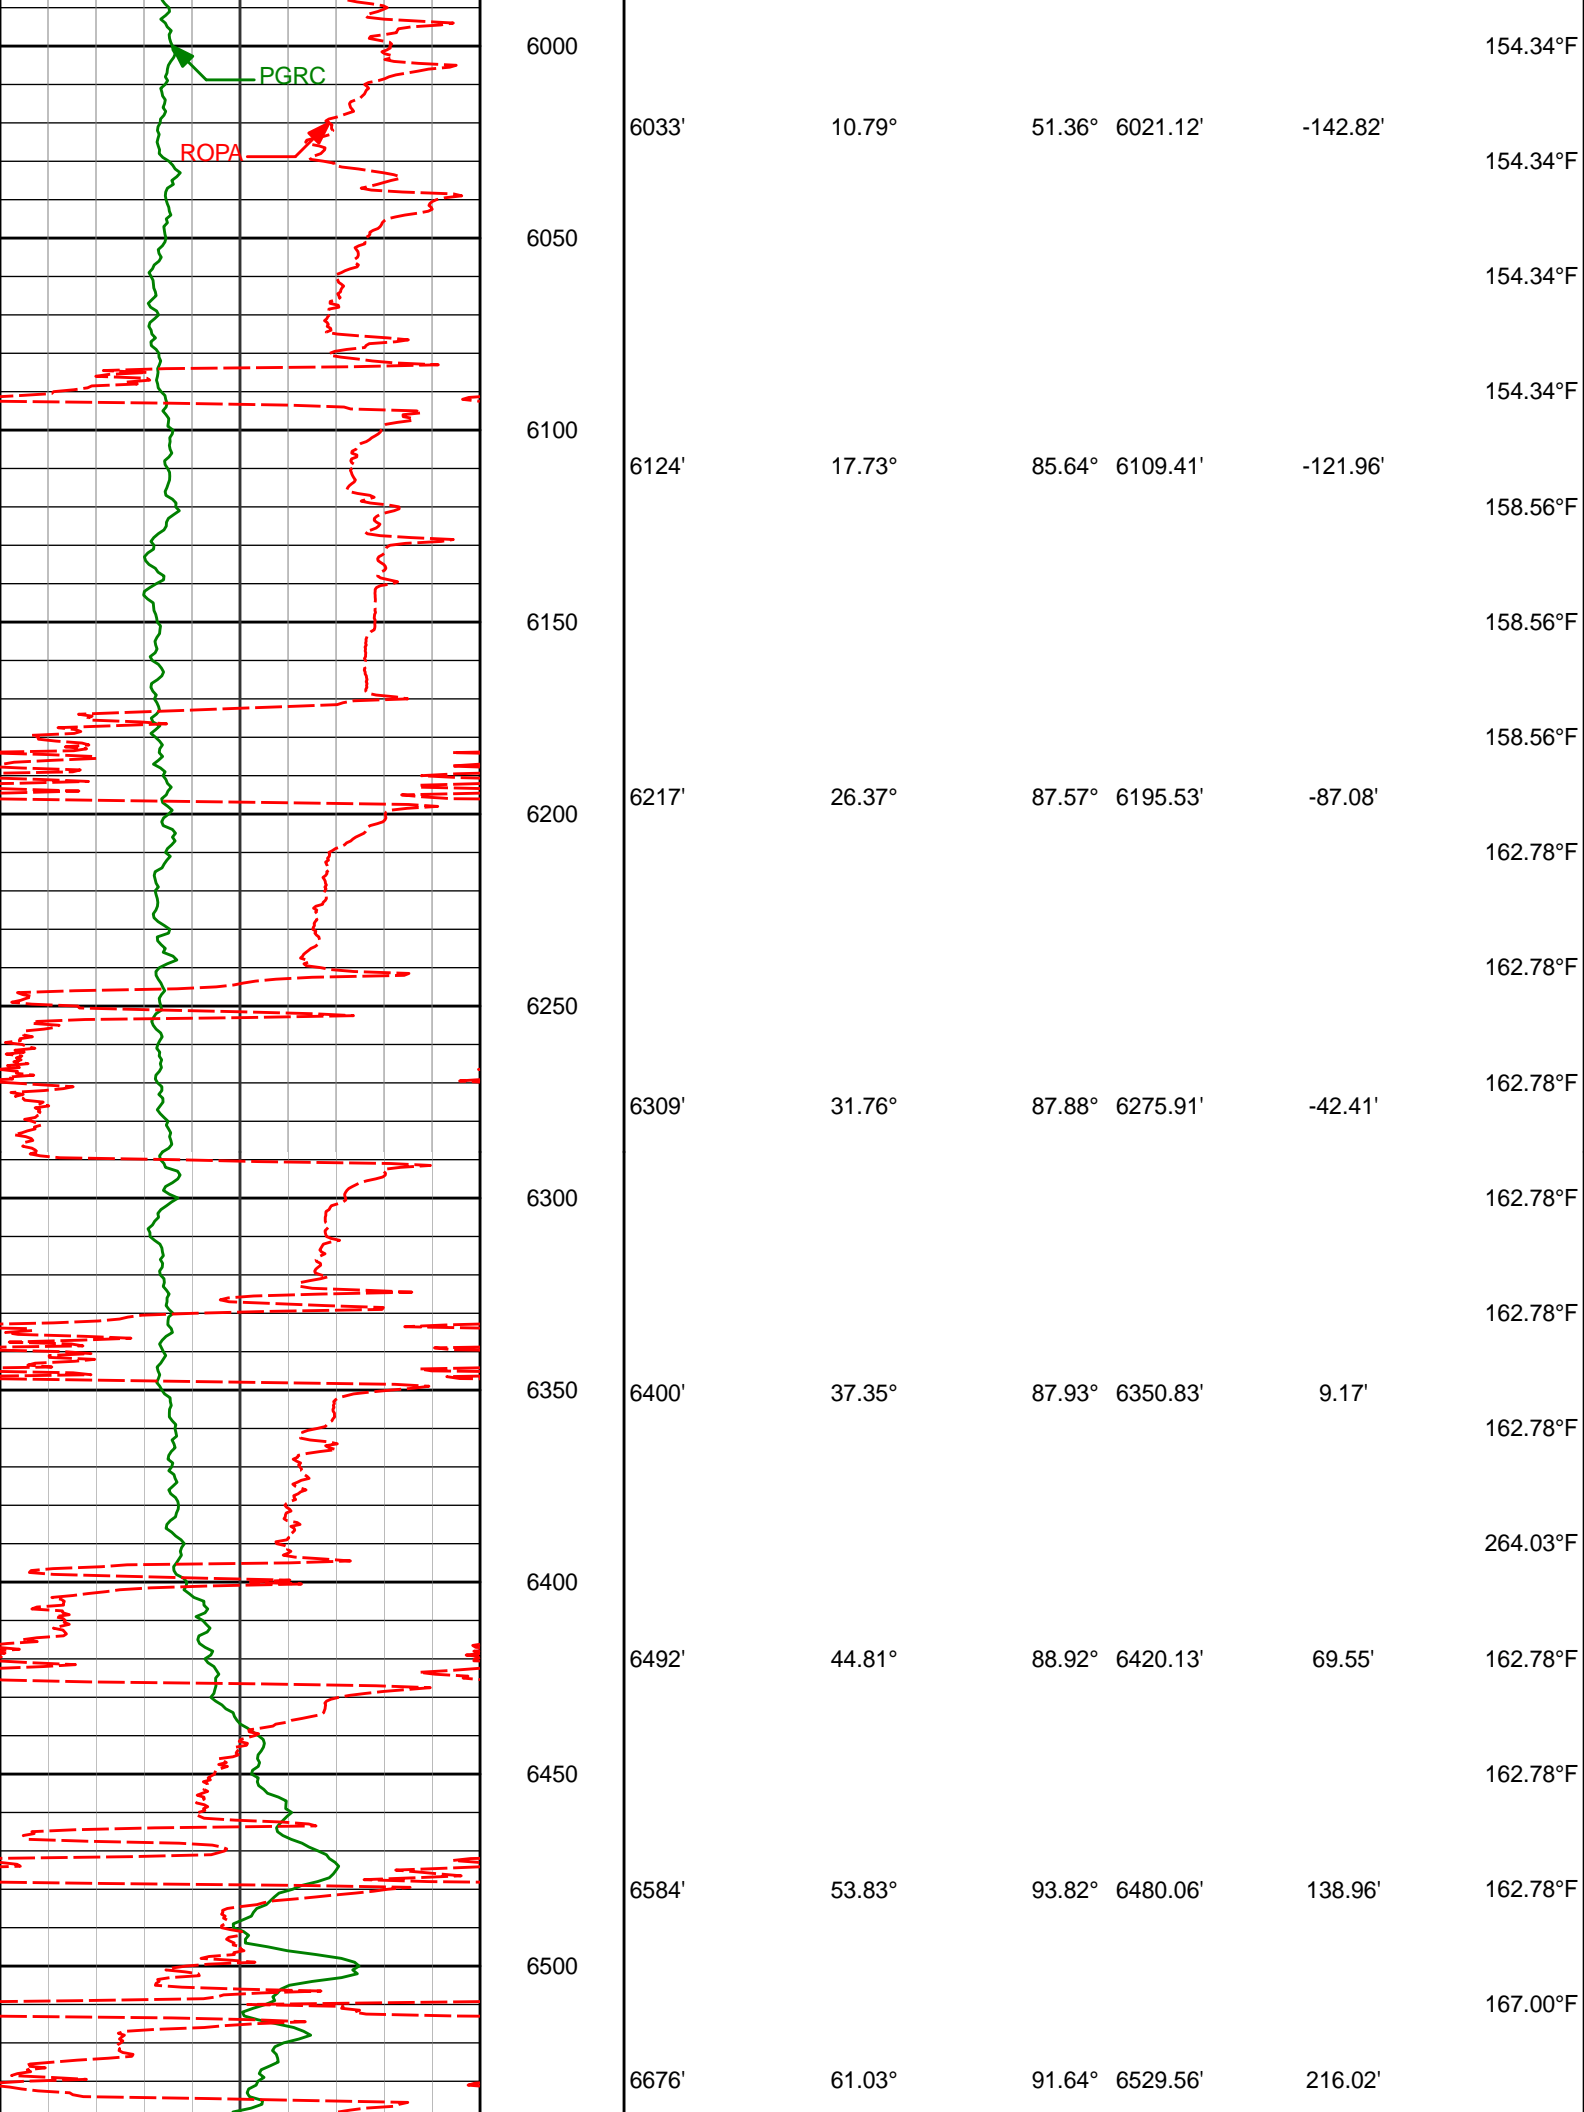 6000 154.34°F
PGRC
6033' 10.79° 51.36° 6021.12' -142.82'
ROPA
154.34°F
6050
154.34°F
154.34°F
6100
6124' 17.73° 85.64° 6109.41' -121.96'
158.56°F
6150 158.56°F
158.56°F
6217' 26.37° 87.57° 6195.53' -87.08'
6200
162.78°F
162.78°F
6250
162.78°F
6309' 31.76° 87.88° 6275.91' -42.41'
6300 162.78°F
162.78°F
6350 6400' 37.35° 87.93° 6350.83' 9.17'
162.78°F
264.03°F
6400
6492' 44.81° 88.92° 6420.13' 69.55' 162.78°F
6450 162.78°F
6584' 53.83° 93.82° 6480.06' 138.96' 162.78°F
6500
167.00°F
6676' 61.03° 91.64° 6529.56' 216.02'